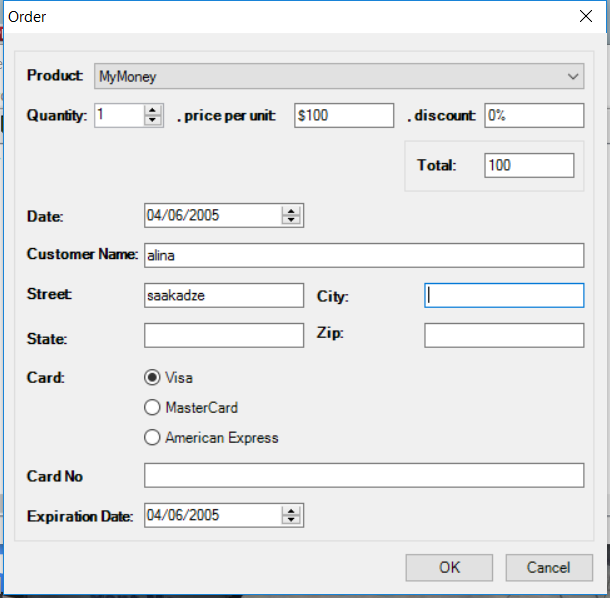 Order
Product: MyMoney
Quantity: 1 , price per unit: $100 , discount: 0%
Total: 100
Date: 04/06/2005
Customer Name: alina
Street: saakadze City:
State: Zip:
Card: Visa
MasterCard
American Express
Card No
Expiration Date: 04/06/2005
OK Cancel